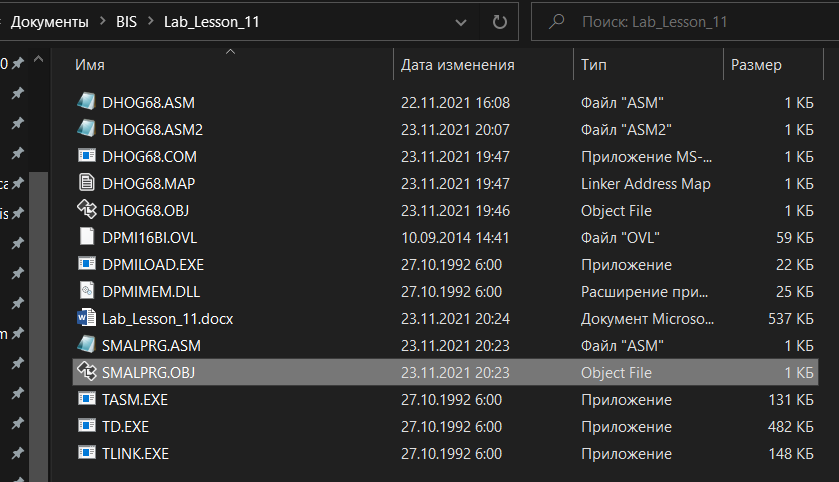 Документы > BIS > Lab_Lesson_11
Поиск: Lab_Lesson_11
Имя Дата изменения Тип Размер
DHOG68.ASM 22.11.2021 16:08 Файл "ASM" 1 КБ
DHOG68.ASM2 23.11.2021 20:07 Файл "ASM2" 1 КБ
DHOG68.COM 23.11.2021 19:47 Приложение MS-... 1 КБ
DHOG68.MAP 23.11.2021 19:47 Linker Address Map 1 КБ
DHOG68.OBJ 23.11.2021 19:46 Object File 1 КБ
DPMI16BI.OVL 10.09.2014 14:41 Файл "OVL" 59 КБ
DPMILOAD.EXE 27.10.1992 6:00 Приложение 22 КБ
DPMIMEM.DLL 27.10.1992 6:00 Расширение при... 25 КБ
Lab_Lesson_11.docx 23.11.2021 20:24 Документ Microso... 537 КБ
SMALPRG.ASM 23.11.2021 20:23 Файл "ASM" 1 КБ
SMALPRG.OBJ 23.11.2021 20:23 Object File 1 КБ
TASM.EXE 27.10.1992 6:00 Приложение 131 КБ
TD.EXE 27.10.1992 6:00 Приложение 482 КБ
TLINK.EXE 27.10.1992 6:00 Приложение 148 КБ